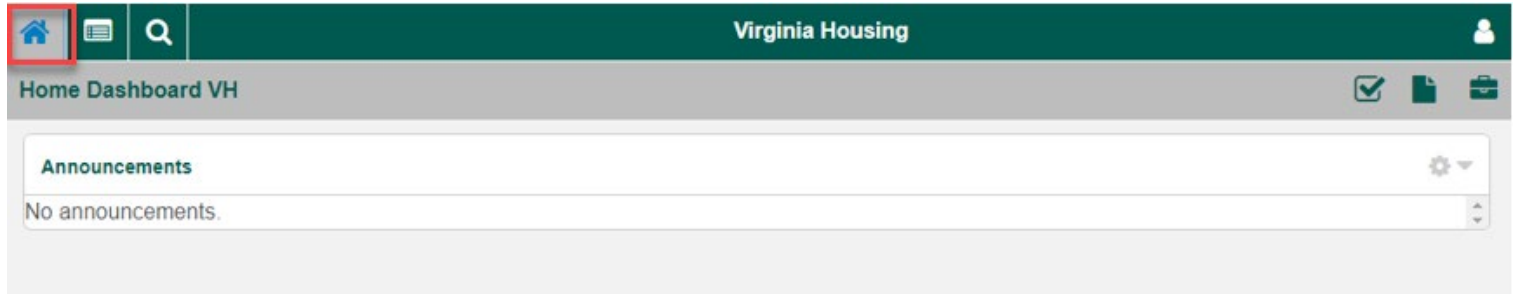 Virginia Housing
Home Dashboard VH
Announcements
No announcements.